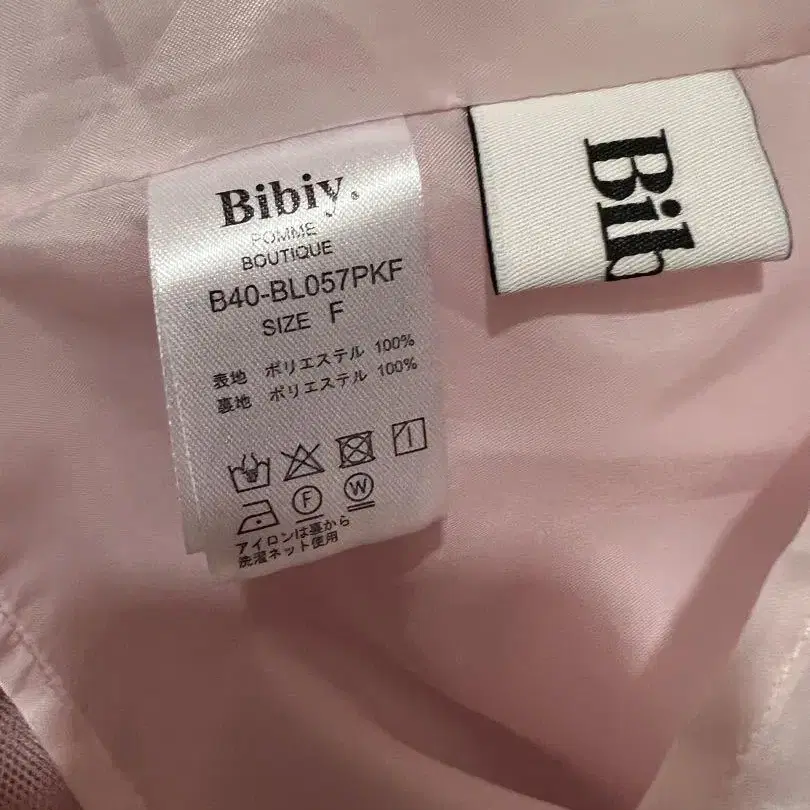 Bibiy.
POMME
BOUTIQUE
B40-BL057PKF
SIZE F
表地 ポリエステル 100%
裏地 ポリエステル 100%
F
W
アイロンは裏から
洗濯ネット使用
Bib